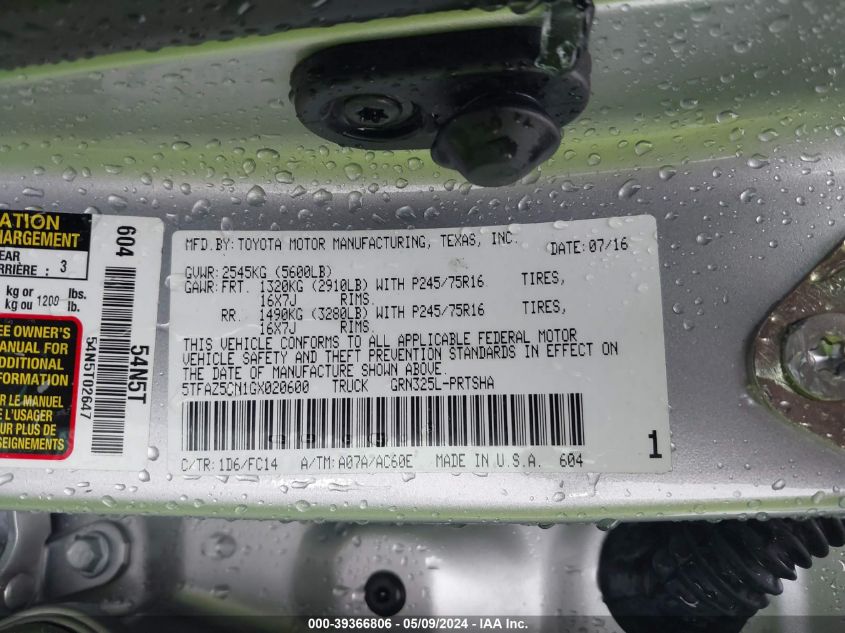 ATION
HARGEMENT
EAR
ARRIÈRE : 3
kg or lbs.
kg ou 1200 lb.
EE OWNER'S
ANUAL FOR
DDITIONAL
FORMATION
R LE MANUEL
L'USAGER
UR PLUS DE
SEIGNEMENTS
604
54N5T
54N5T02647
MFD.BY:TOYOTA MOTOR MANUFACTURING, TEXAS, INC. DATE:07/16
GVWR:2545KG (5600LB)
GAWR:FRT. 1320KG (2910LB) WITH P245/75R16 TIRES,
16X7J RIMS.
RR. 1490KG (3280LB) WITH P245/75R16 TIRES,
16X7J RIMS.
THIS VEHICLE CONFORMS TO ALL APPLICABLE FEDERAL MOTOR
VEHICLE SAFETY AND THEFT PREVENTION STANDARDS IN EFFECT ON
THE DATE OF MANUFACTURE SHOWN ABOVE.
5TFAZ5CN1GX020600 TRUCK GRN325L-PRTSHA
C/TR:1D6/FC14 A/TM:A07A/AC60E MADE IN U.S.A. 604
1
000-39366806 - 05/09/2024 - IAA Inc.